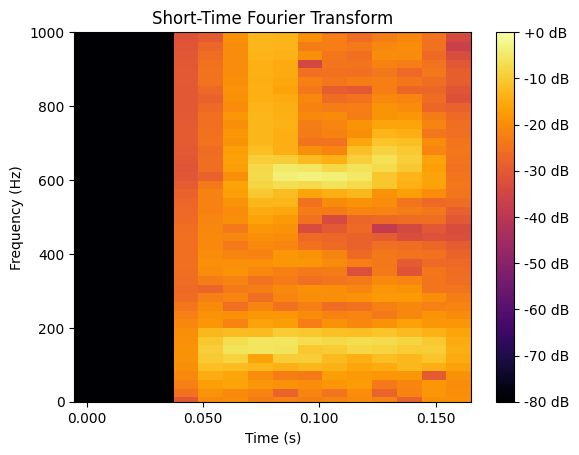 Short-Time Fourier Transform
1000
800
600
400
200
0
Frequency (Hz)
0.000
0.050
0.100
0.150
Time (s)
+0 dB
-10 dB
-20 dB
-30 dB
-40 dB
-50 dB
-60 dB
-70 dB
-80 dB